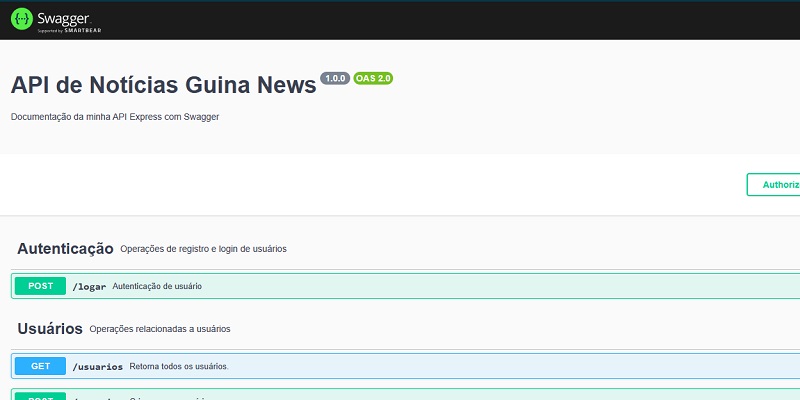 Swagger
Supported by SMARTBEAR
API de Notícias Guina News 1.0.0 OAS 2.0
Documentação da minha API Express com Swagger
Authoriz
Autenticação Operações de registro e login de usuários
POST /logar Autenticação de usuário
Usuários Operações relacionadas a usuários
GET /usuarios Retorna todos os usuários.
POST